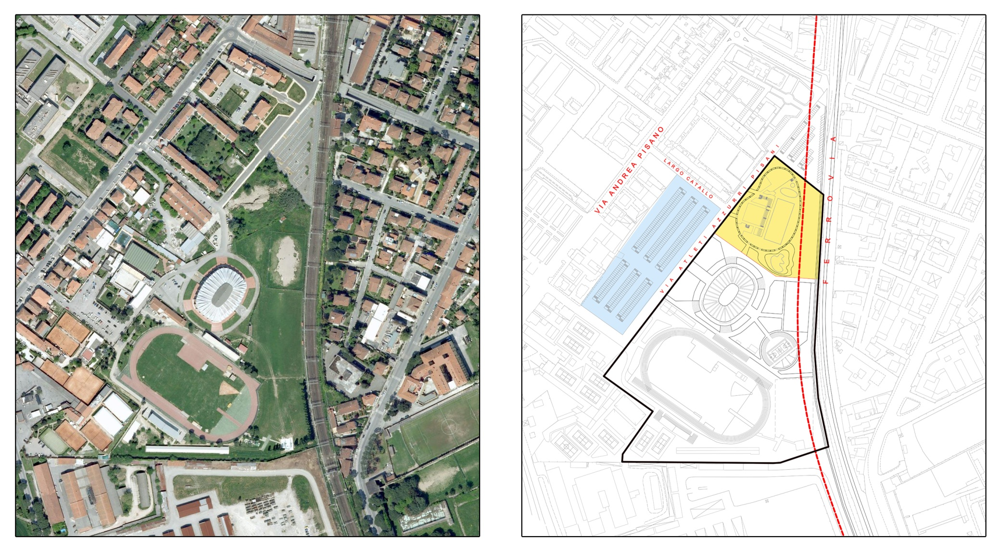 VIA ANDREA PISANO
LARGO CATALLO
VIA ATLETI AZZURRI PISANI
FERROVIA